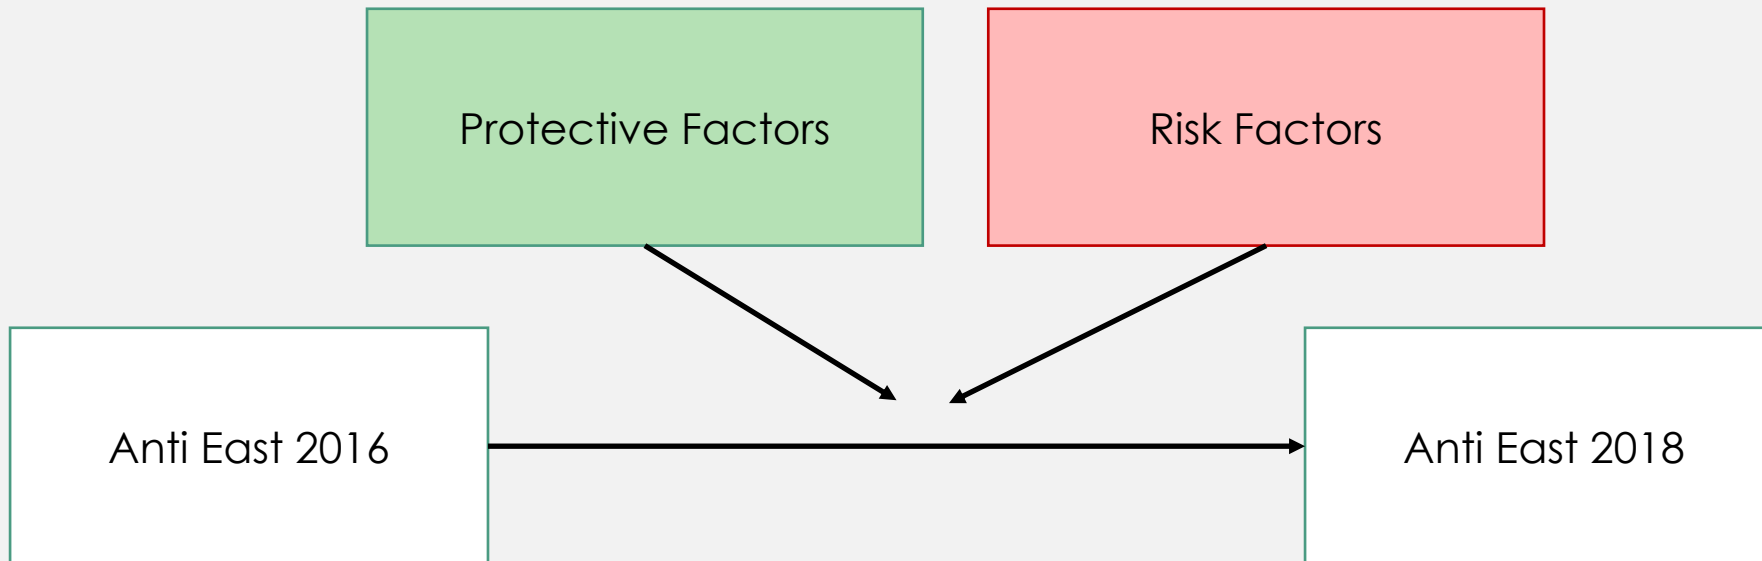 Protective Factors
Risk Factors
Anti East 2016
Anti East 2018